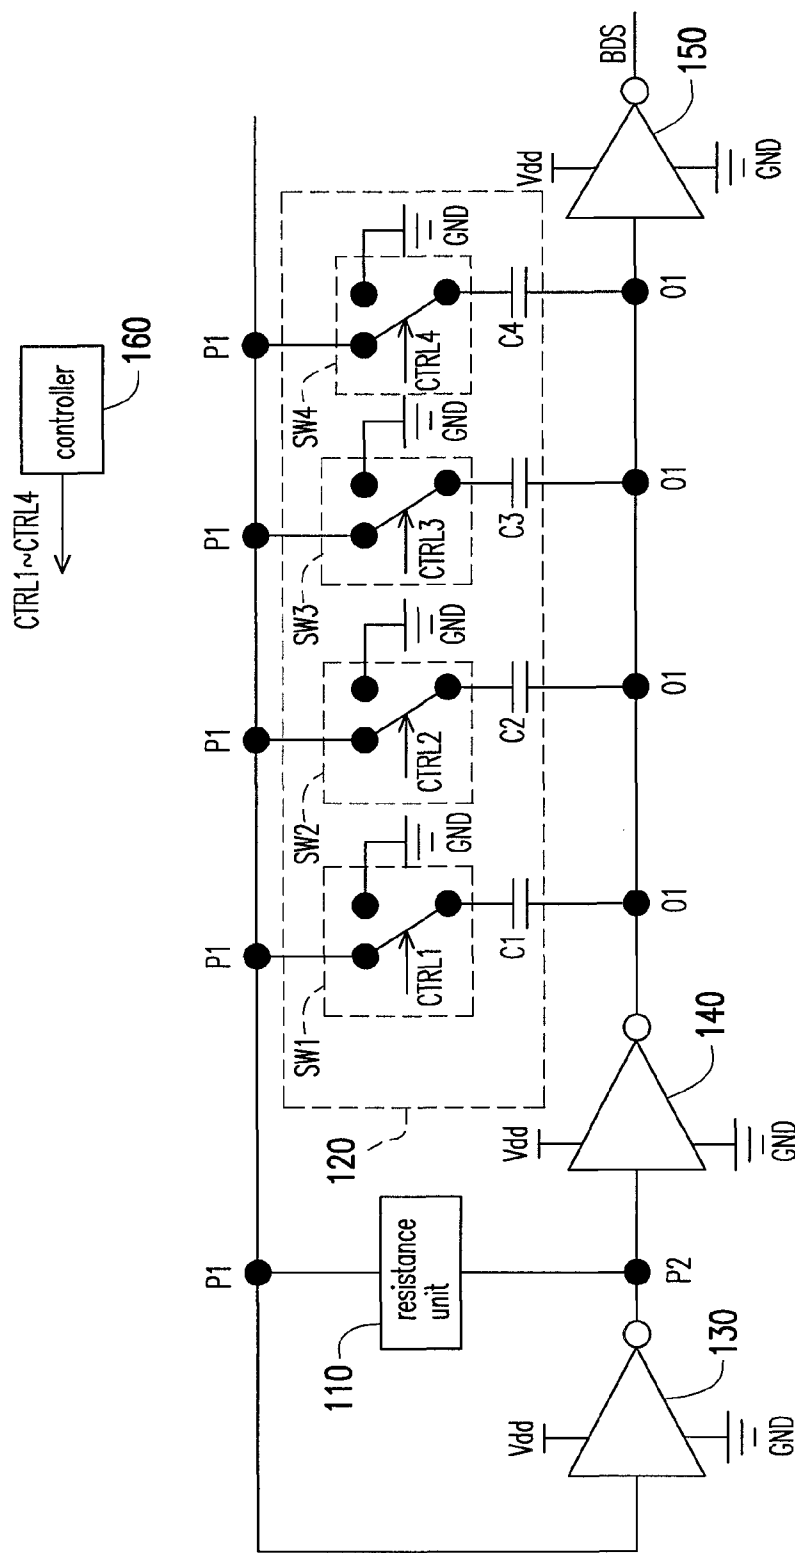 CTRL1~CTRL4
controller
160
P1
P1
P1
P1
P1
SW1
SW2
SW3
SW4
GND
GND
GND
GND
CTRL1
CTRL2
CTRL3
CTRL4
120
110
resistance
unit
C1
C2
C3
C4
Vdd
Vdd
Vdd
BDS
P2
O1
O1
O1
O1
130
140
150
GND
GND
GND